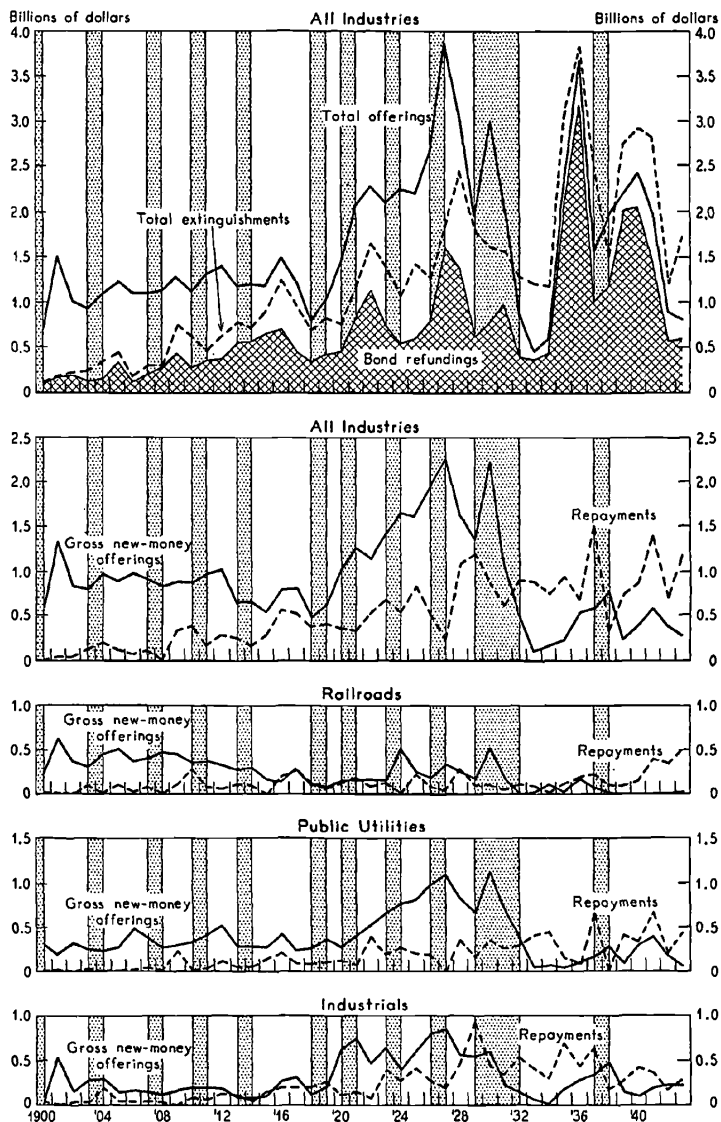 All Industries
Billions of dollars Billions of dollars
4.0 4.0
3.5 3.5
3.0 3.0
Total offerings
2.5 2.5
2.0 2.0
Total extinguishments
1.5 1.5
1.0 1.0
0.5 0.5
Bond refundings
0 0
All Industries
2.5 2.5
2.0 2.0
Repayments
1.5 1.5
Gross new-money
offerings
1.0 1.0
0.5 0.5
0 0
Railroads
1.0 1.0
Gross new-money
offerings
Repayments
0.5 0.5
0 0
Public Utilities
1.5 1.5
1.0 1.0
Gross new-money
offerings
Repayments
0.5 0.5
0 0
Industrials
1.0 1.0
Gross new-money
offerings
Repayments
0.5 0.5
0 0
1900 '04 '08 '12 '16 '20 '24 '28 '32 '36 '40